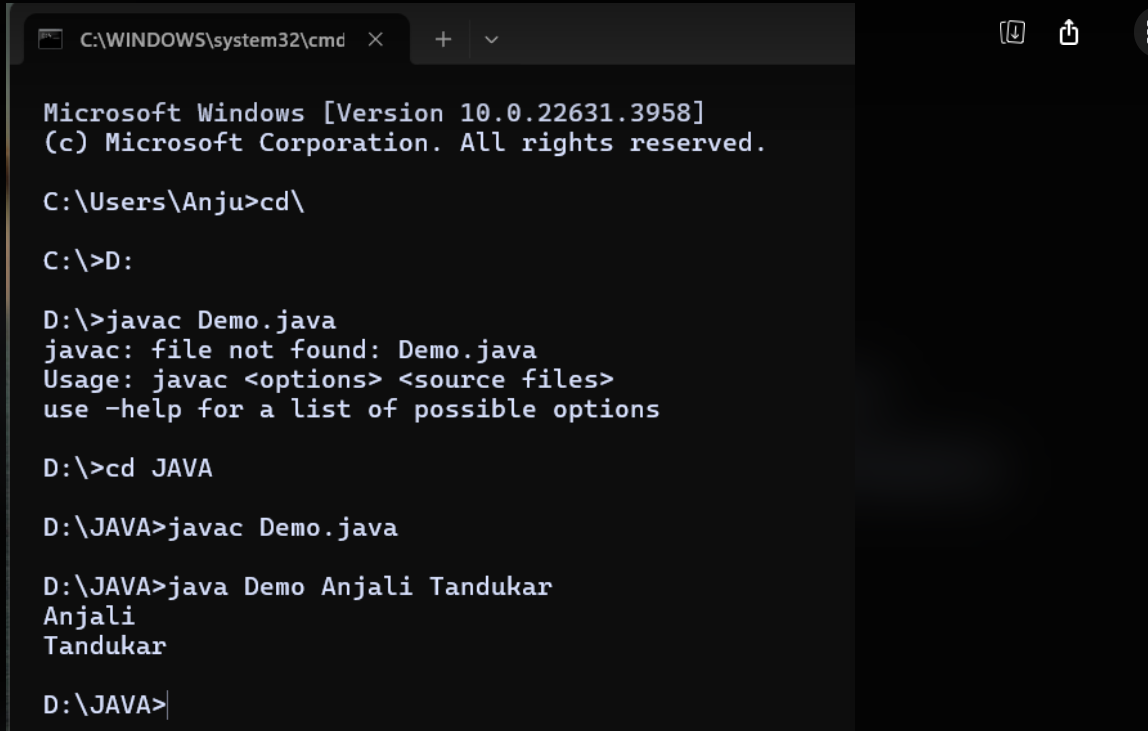 C:\WINDOWS\system32\cmd
Microsoft Windows [Version 10.0.22631.3958]
(c) Microsoft Corporation. All rights reserved.
C:\Users\Anju>cd\
C:\>D:
D:\>javac Demo.java
javac: file not found: Demo.java
Usage: javac <options> <source files>
use -help for a list of possible options
D:\>cd JAVA
D:\JAVA>javac Demo.java
D:\JAVA>java Demo Anjali Tandukar
Anjali
Tandukar
D:\JAVA>